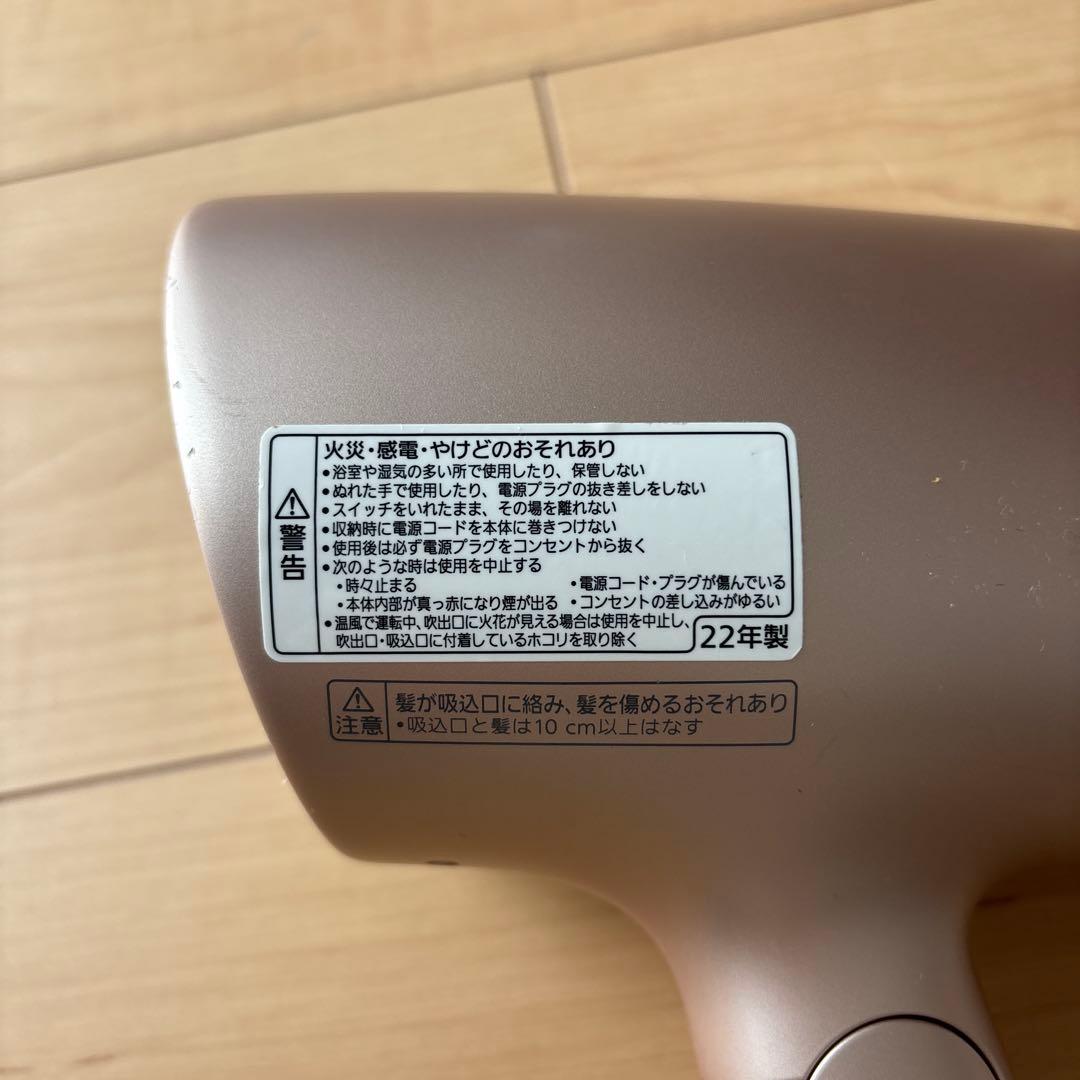 ⚠警告
火災・感電・やけどのおそれあり
•浴室や湿気の多い所で使用したり、保管しない
•ぬれた手で使用したり、電源プラグの抜き差しをしない
•スイッチをいれたまま、その場を離れない
•収納時に電源コードを本体に巻きつけない
•使用後は必ず電源プラグをコンセントから抜く
•次のような時は使用を中止する
・時々止まる ・電源コード・プラグが傷んでいる
・本体内部が真っ赤になり煙が出る ・コンセントの差し込みがゆるい
•温風で運転中、吹出口に火花が見える場合は使用を中止し、
吹出口・吸込口に付着しているホコリを取り除く
22年製
⚠注意
髪が吸込口に絡み、髪を傷めるおそれあり
•吸込口と髪は10 cm以上はなす